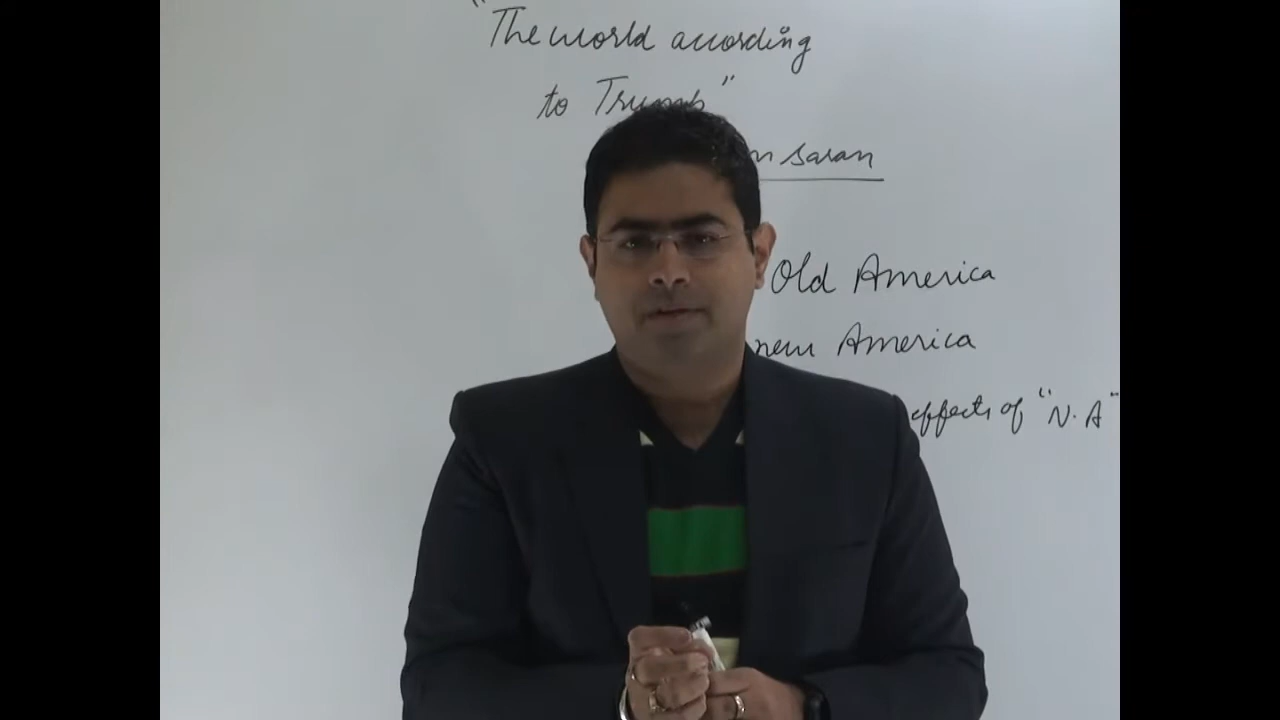 "The world according
to Trump"
saran
Old America
new America
effects of "N.A"